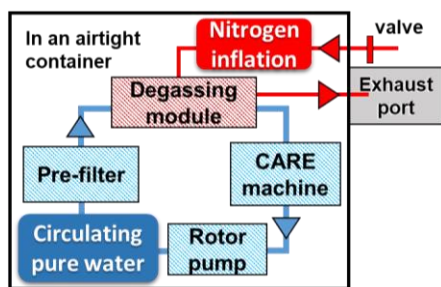 In an airtight
container
Nitrogen
inflation
valve
Degassing
module
Exhaust
port
Pre-filter
CARE
machine
Circulating
pure water
Rotor
pump